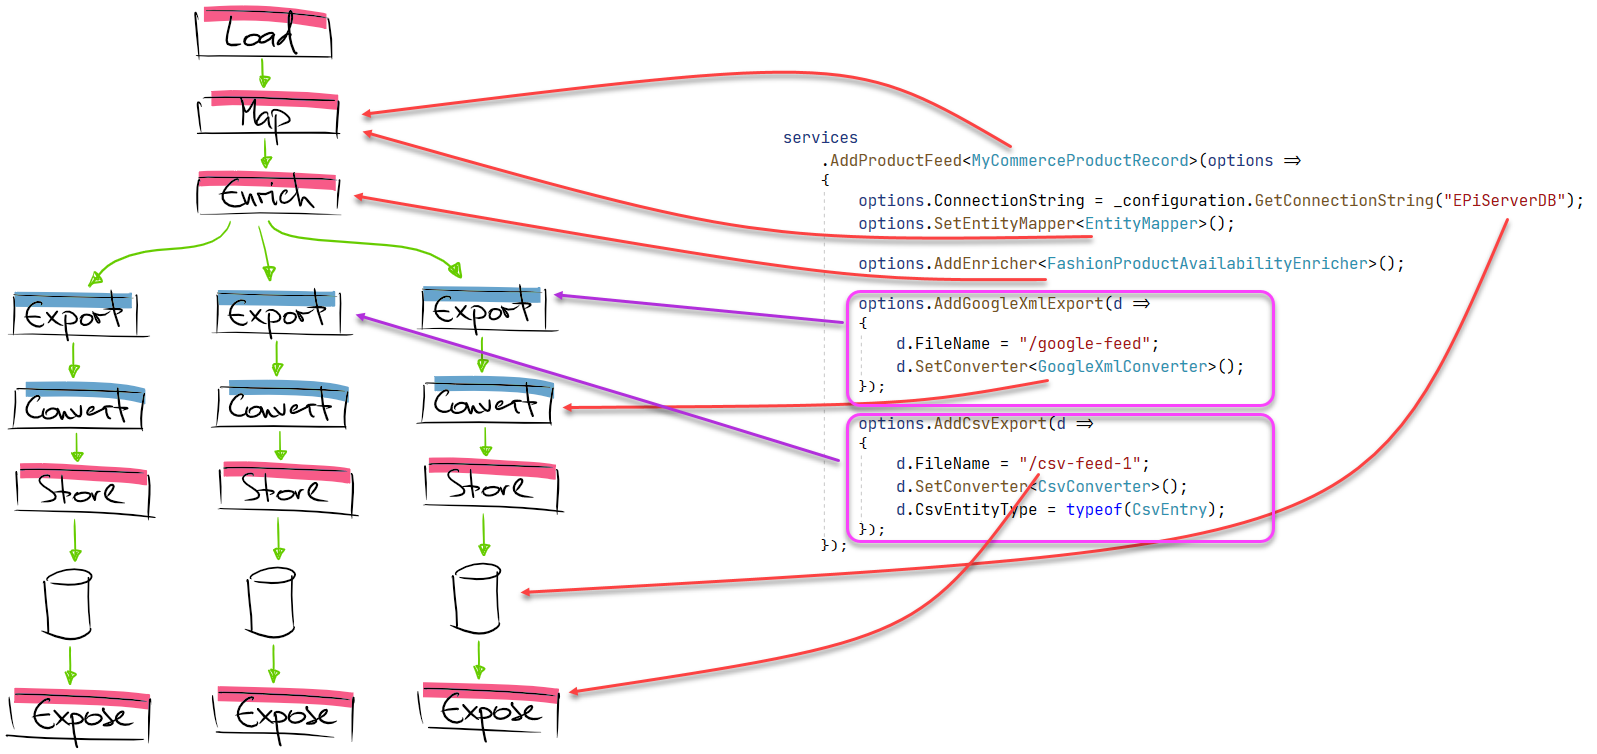 Load
Map
Enrich
Export Export Export
Convert Convert Convert
Store Store Store
Expose Expose Expose
services
.AddProductFeed<MyCommerceProductRecord>(options =>
{
options.ConnectionString = _configuration.GetConnectionString("EPiServerDB");
options.SetEntityMapper<EntityMapper>();
options.AddEnricher<FashionProductAvailabilityEnricher>();
options.AddGoogleXmlExport(d =>
{
d.FileName = "/google-feed";
d.SetConverter<GoogleXmlConverter>();
});
options.AddCsvExport(d =>
{
d.FileName = "/csv-feed-1";
d.SetConverter<CsvConverter>();
d.CsvEntityType = typeof(CsvEntry);
});
});